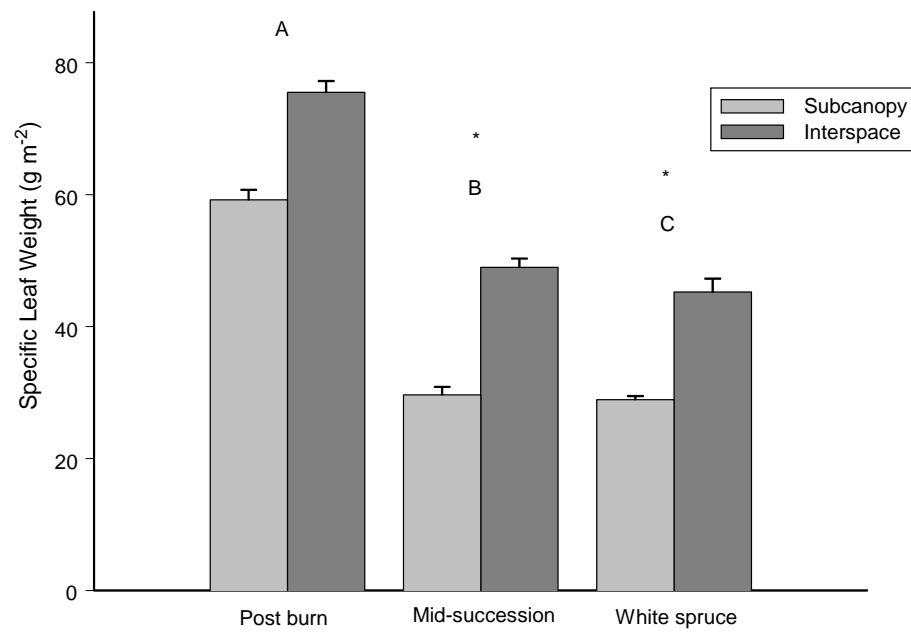 A
80
Subcanopy
Interspace
*
*
60
B
C
Specific Leaf Weight (g m-2)
40
20
0
Post burn
Mid-succession
White spruce